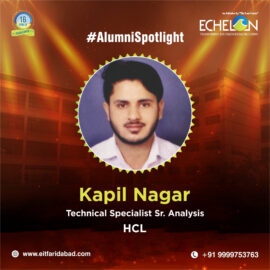 ECHELON
#AlumniSpotlight
Kapil Nagar
Technical Specialist Sr. Analysis
HCL
www.eitfaridabad.com
+91 9999753763